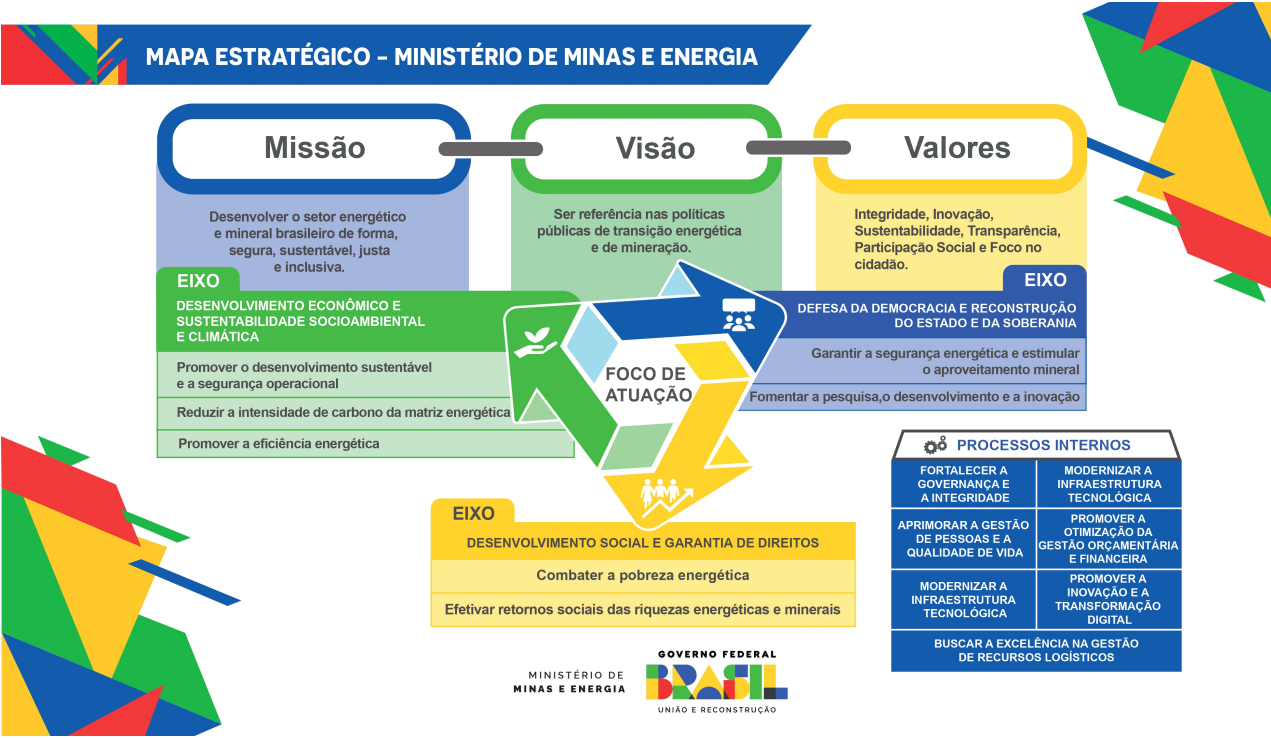 MAPA ESTRATÉGICO - MINISTÉRIO DE MINAS E ENERGIA
Missão
Desenvolver o setor energético
e mineral brasileiro de forma,
segura, sustentável, justa
e inclusiva.
Visão
Ser referência nas políticas
públicas de transição energética
e de mineração.
Valores
Integridade, Inovação,
Sustentabilidade, Transparência,
Participação Social e Foco no
cidadão.
EIXO
DESENVOLVIMENTO ECONÔMICO E
SUSTENTABILIDADE SOCIOAMBIENTAL
E CLIMÁTICA
Promover o desenvolvimento sustentável
e a segurança operacional
Reduzir a intensidade de carbono da matriz energética
Promover a eficiência energética
FOCO DE
ATUAÇÃO
EIXO
DEFESA DA DEMOCRACIA E RECONSTRUÇÃO
DO ESTADO E DA SOBERANIA
Garantir a segurança energética e estimular
o aproveitamento mineral
Fomentar a pesquisa,o desenvolvimento e a inovação
EIXO
DESENVOLVIMENTO SOCIAL E GARANTIA DE DIREITOS
Combater a pobreza energética
Efetivar retornos sociais das riquezas energéticas e minerais
PROCESSOS INTERNOS
FORTALECER A
GOVERNANÇA E
A INTEGRIDADE
MODERNIZAR A
INFRAESTRUTURA
TECNOLÓGICA
APRIMORAR A GESTÃO
DE PESSOAS E A
QUALIDADE DE VIDA
PROMOVER A
OTIMIZAÇÃO DA
GESTÃO ORÇAMENTÁRIA
E FINANCEIRA
MODERNIZAR A
INFRAESTRUTURA
TECNOLÓGICA
PROMOVER A
INOVAÇÃO E A
TRANSFORMAÇÃO
DIGITAL
BUSCAR A EXCELÊNCIA NA GESTÃO
DE RECURSOS LOGÍSTICOS
MINISTÉRIO DE
MINAS E ENERGIA
GOVERNO FEDERAL
BRASIL
UNIÃO E RECONSTRUÇÃO